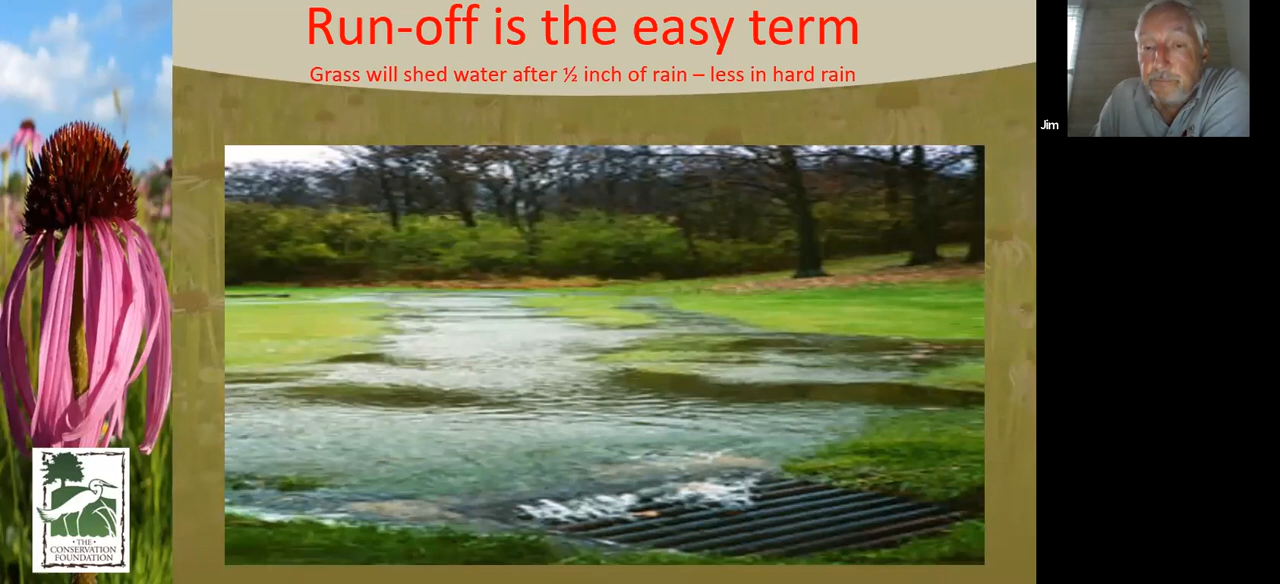 Run-off is the easy term
Grass will shed water after ½ inch of rain – less in hard rain
Jim
• THE •
CONSERVATION
FOUNDATION